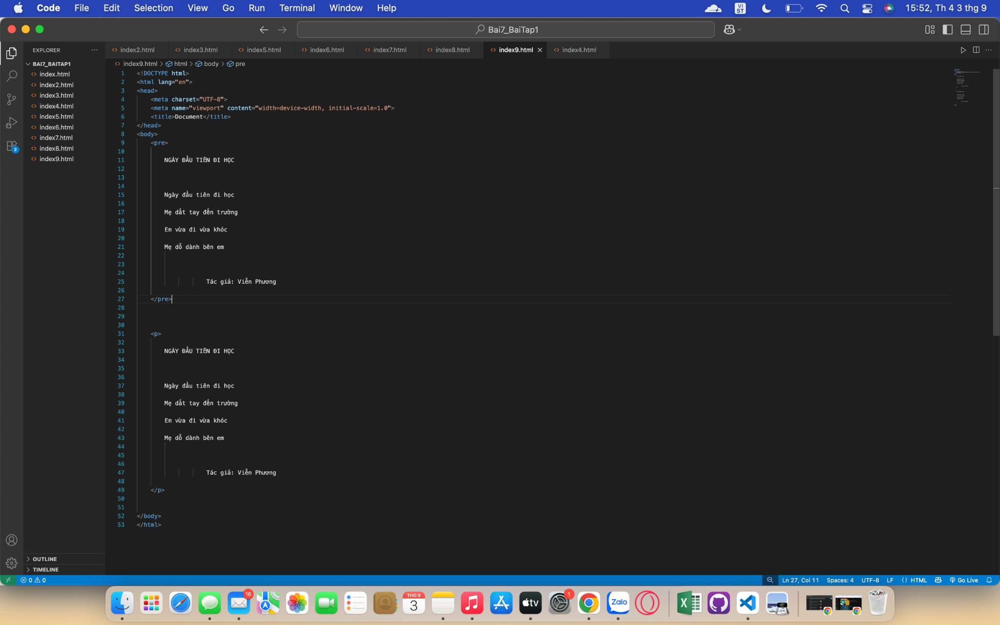 Code File Edit Selection View Go Run Terminal Window Help VI ST 15:52, Th 4 3 thg 9
Bai7_BaiTap1
EXPLORER
index2.html index3.html index5.html index6.html index7.html index8.html index9.html index4.html
BAI7_BAITAP1
index.html
index2.html
index3.html
index4.html
index5.html
index6.html
index7.html
index8.html
index9.html
2
OUTLINE
TIMELINE
index9.html > html > body > pre
1 <!DOCTYPE html>
2 <html lang="en">
3 <head>
4 <meta charset="UTF-8">
5 <meta name="viewport" content="width=device-width, initial-scale=1.0">
6 <title>Document</title>
7 </head>
8 <body>
9 <pre>
10
11 NGÀY ĐẦU TIÊN ĐI HỌC
12
13
14
15 Ngày đầu tiên đi học
16
17 Mẹ dắt tay đến trường
18
19 Em vừa đi vừa khóc
20
21 Mẹ dỗ dành bên em
22
23
24
25 Tác giả: Viễn Phương
26
27 </pre>
28
29
30
31 <p>
32
33 NGÀY ĐẦU TIÊN ĐI HỌC
34
35
36
37 Ngày đầu tiên đi học
38
39 Mẹ dắt tay đến trường
40
41 Em vừa đi vừa khóc
42
43 Mẹ dỗ dành bên em
44
45
46
47 Tác giả: Viễn Phương
48
49 </p>
50
51
52 </body>
53 </html>
0 0 Ln 27, Col 11 Spaces: 4 UTF-8 LF {} HTML Go Live
16 THG 9 3 tv 1 Zalo X